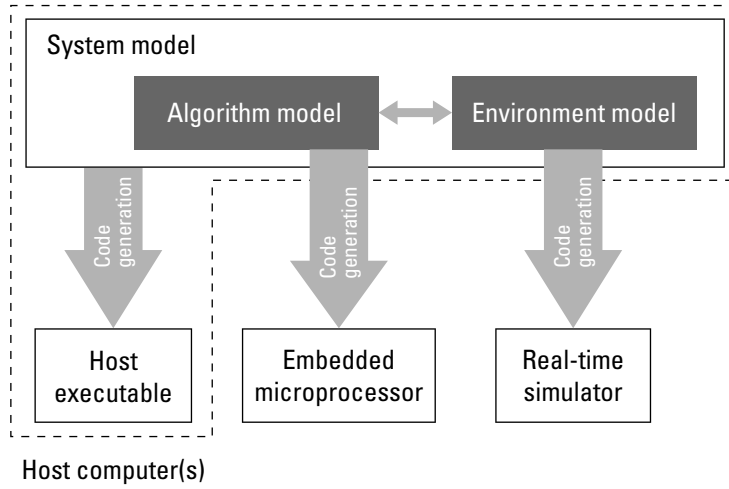 System model
Algorithm model
Environment model
Code
generation
Code
generation
Code
generation
Host
executable
Embedded
microprocessor
Real-time
simulator
Host computer(s)